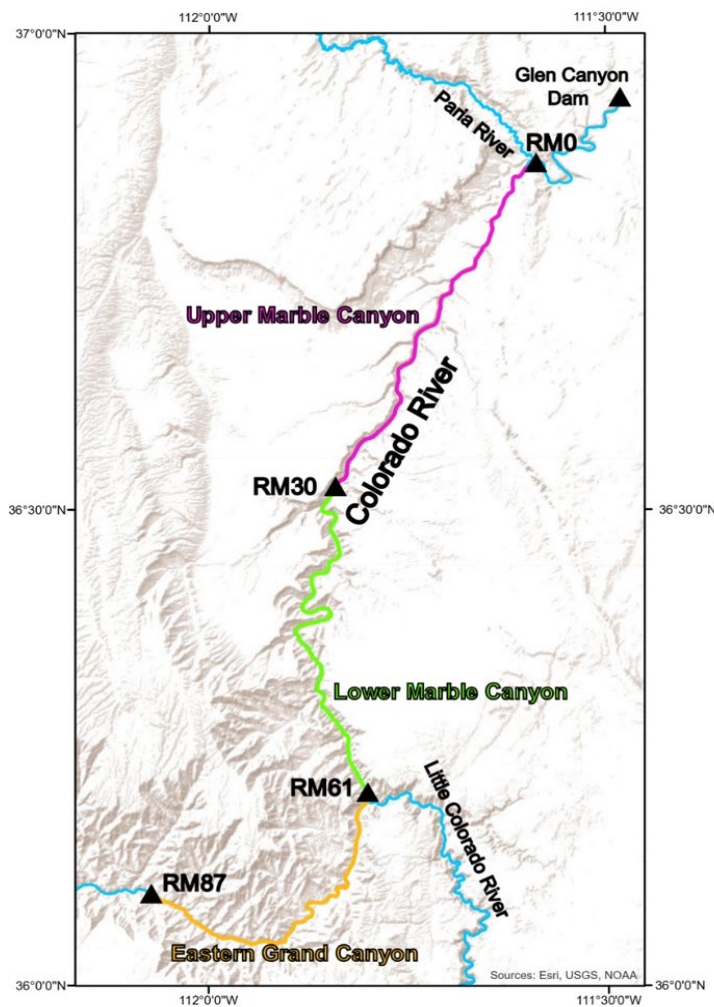 112°0'0"W
111°30'0"W
37°0'0"N
Glen Canyon
Dam
Paria River
RM0
Upper Marble Canyon
Colorado River
RM30
36°30'0"N
36°30'0"N
Lower Marble Canyon
RM61
Little Colorado River
RM87
Eastern Grand Canyon
Sources: Esri, USGS, NOAA
36°0'0"N
36°0'0"N
112°0'0"W
111°30'0"W